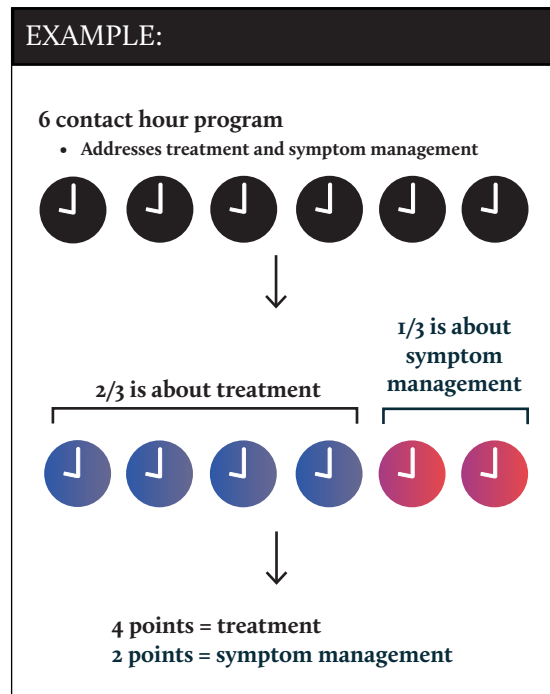 EXAMPLE:
6 contact hour program
• Addresses treatment and symptom management
1/3 is about
symptom
management
2/3 is about treatment
4 points = treatment
2 points = symptom management